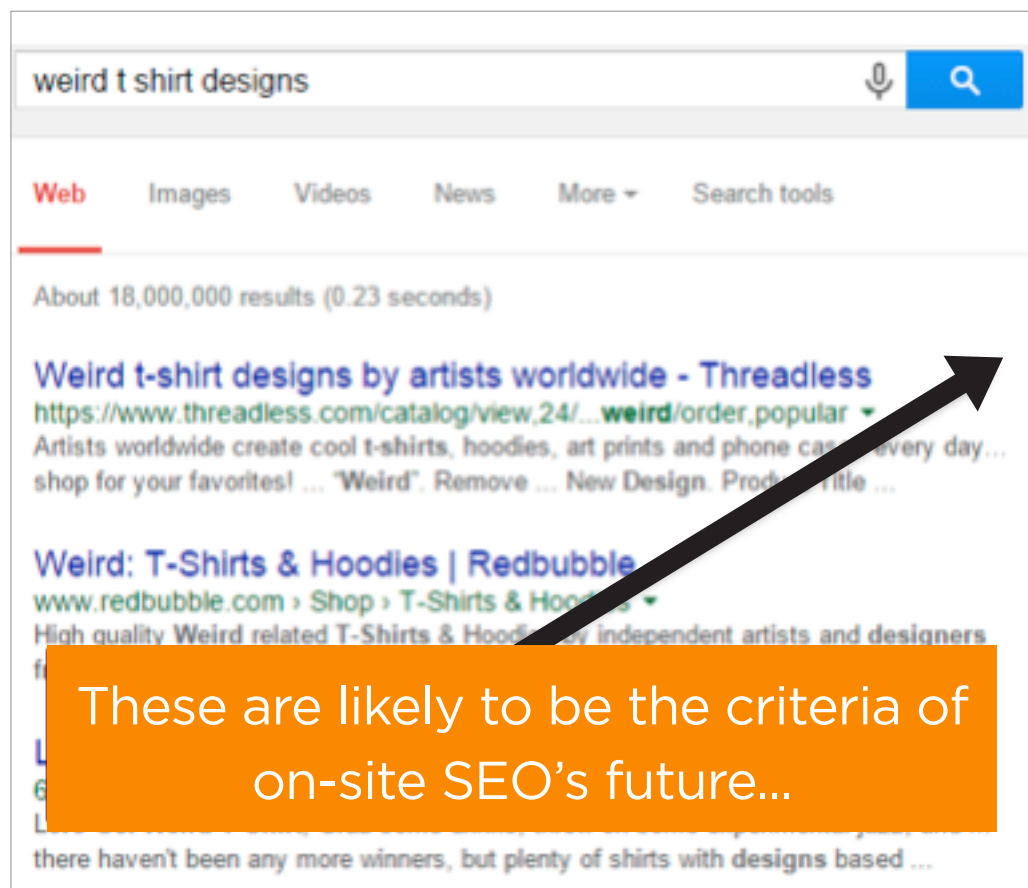 weird t shirt designs
Web Images Videos News More Search tools
About 18,000,000 results (0.23 seconds)
Weird t-shirt designs by artists worldwide - Threadless
https://www.threadless.com/catalog/view,24/...weird/order,popular
Artists worldwide create cool t-shirts, hoodies, art prints and phone every day...
shop for your favorites! ... "Weird". Remove ... New Design. Title ...
Weird: T-Shirts & Hoodies | Redbubble
www.redbubble.com › Shop › T-Shirts &
High quality Weird related T-Shirts & by independent artists and designers
These are likely to be the criteria of
on-site SEO's future...
there haven't been any more winners, but plenty of shirts with designs based ...